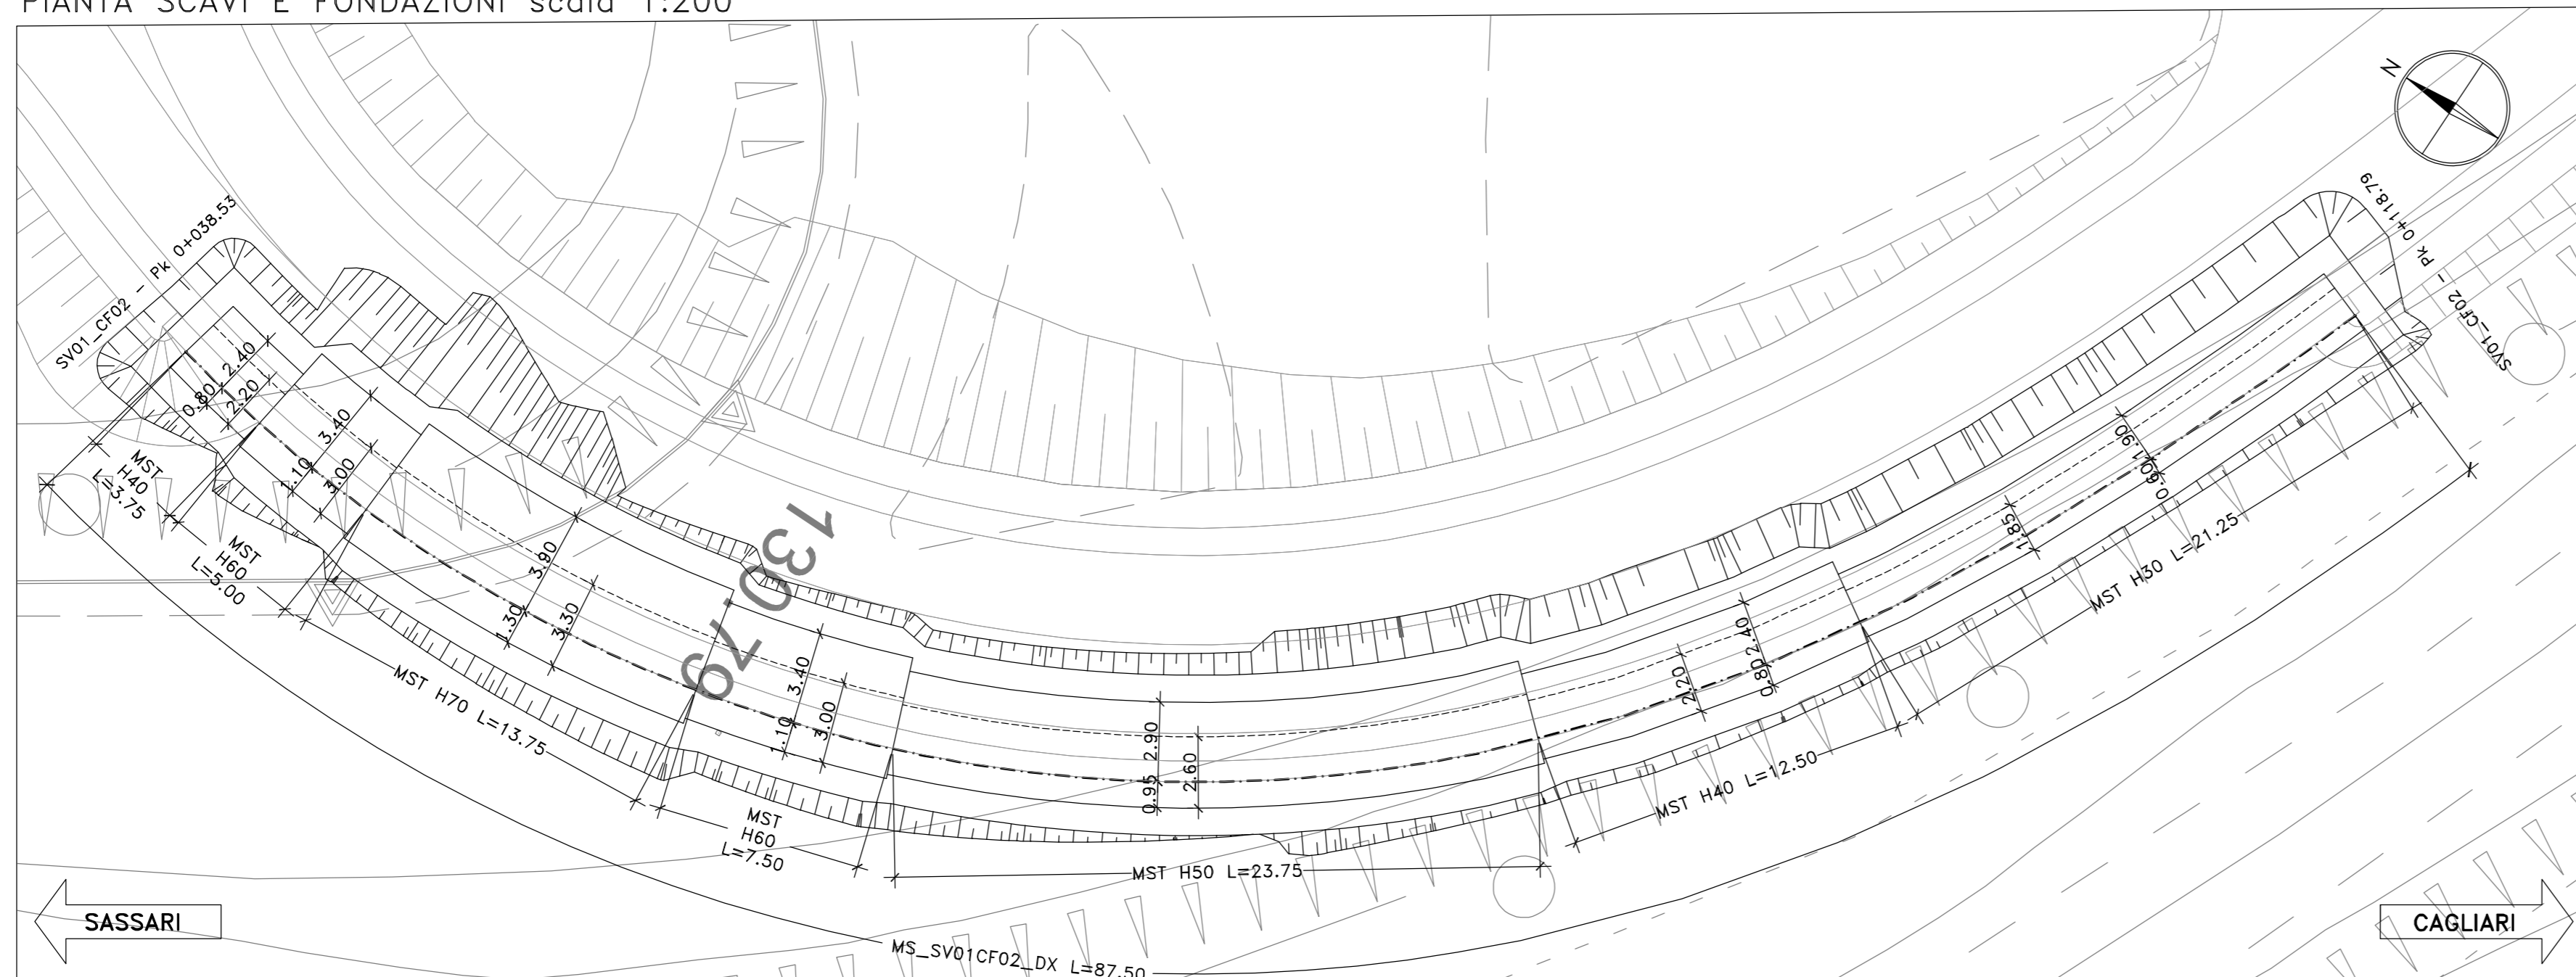 PIANTA SCAVI E FONDAZIONI scala 1:200
N
SV01_CF02 - Pk 0+038.53
SV01_CF02 - Pk 0+118.79
0.80 2.40
2.20
1.10 3.40
3.00
1.30 3.90
3.30
130.79
1.10 3.40
3.00
0.95 2.90
2.60
2.20
0.80 2.40
1.85
0.60 1.90
MST
H40
L=3.75
MST
H60
L=5.00
MST H70 L=13.75
MST
H60
L=7.50
MST H50 L=23.75
MST H40 L=12.50
MST H30 L=21.25
MS_SV01CF02_DX L=87.50
SASSARI
CAGLIARI